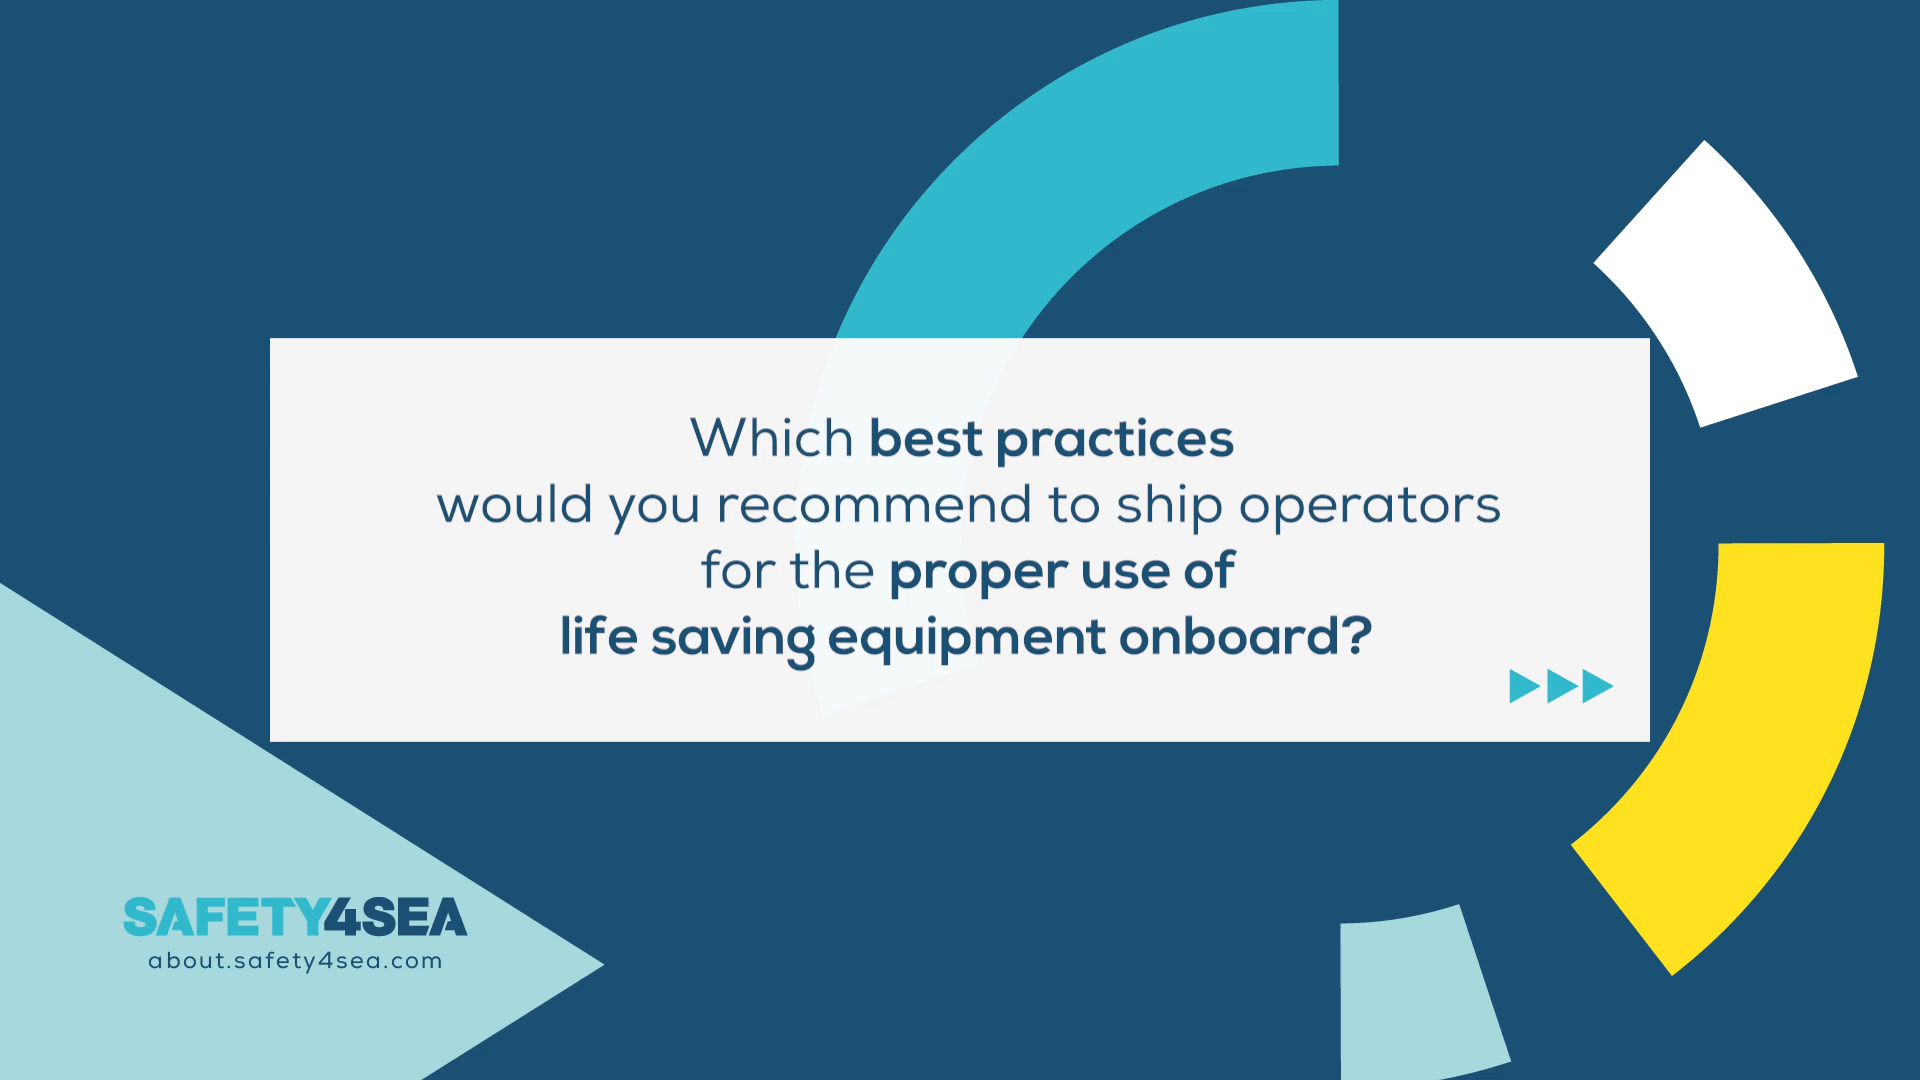 Which best practices
would you recommend to ship operators
for the proper use of
life saving equipment onboard?
SAFETY4SEA
about.safety4sea.com